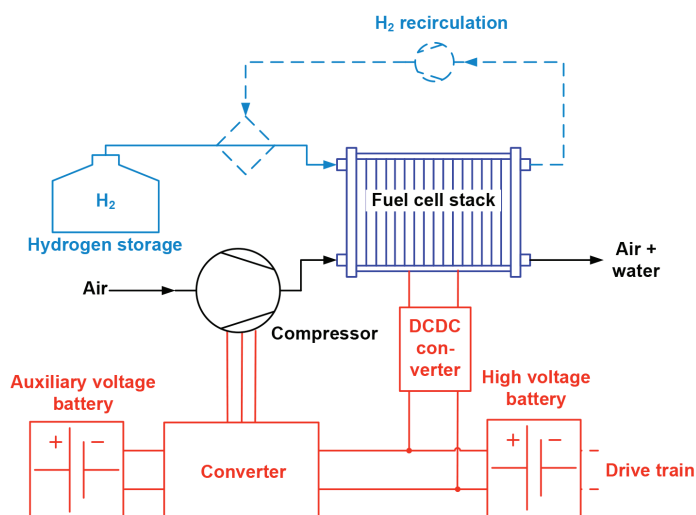 H₂ recirculation
H₂
Fuel cell stack
Hydrogen storage
Air +
water
Air
Compressor
DCDC
con-
verter
Auxiliary voltage
battery
High voltage
battery
+ −
Converter
+ −
Drive train